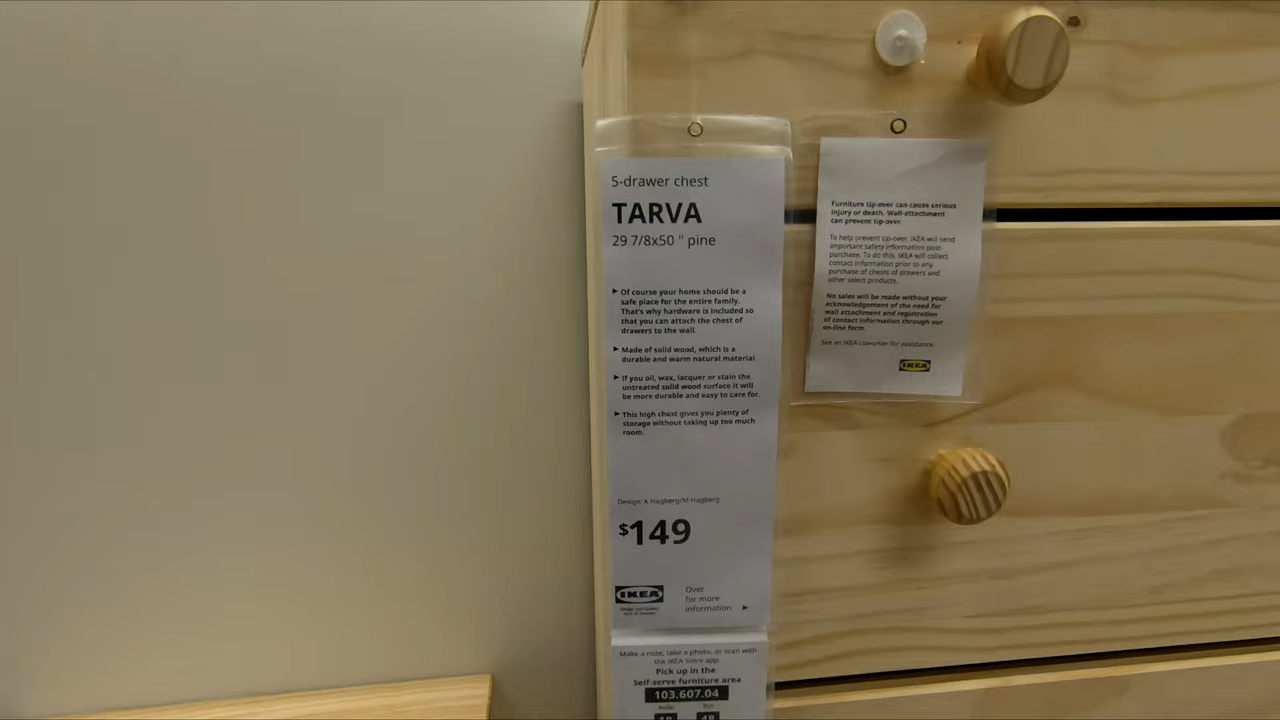 5-drawer chest
TARVA
29 7/8x50 " pine
► Of course your home should be a
safe place for the entire family.
That's why hardware is included so
that you can attach the chest of
drawers to the wall.
► Made of solid wood, which is a
durable and warm natural material.
► If you oil, wax, lacquer or stain the
untreated solid wood surface it will
be more durable and easy to care for.
► This high chest gives you plenty of
storage without taking up too much
room.
Design: K Hagberg/M Hagberg
$149
IKEA
Over
for more
information ►
Make a note, take a photo, or scan with
the IKEA Store app.
Pick up in the
Self-serve furniture area
103.607.04
Aisle Bin
Furniture tip-over can cause serious
injury or death. Wall-attachment
can prevent tip-over.
To help prevent tip-over, IKEA will send
important safety information post-
purchase. To do this, IKEA will collect
contact information prior to any
purchase of chests of drawers and
other select products.
No sales will be made without your
acknowledgement of the need for
wall attachment and registration
of contact information through our
on-line form.
See an IKEA coworker for assistance.
IKEA